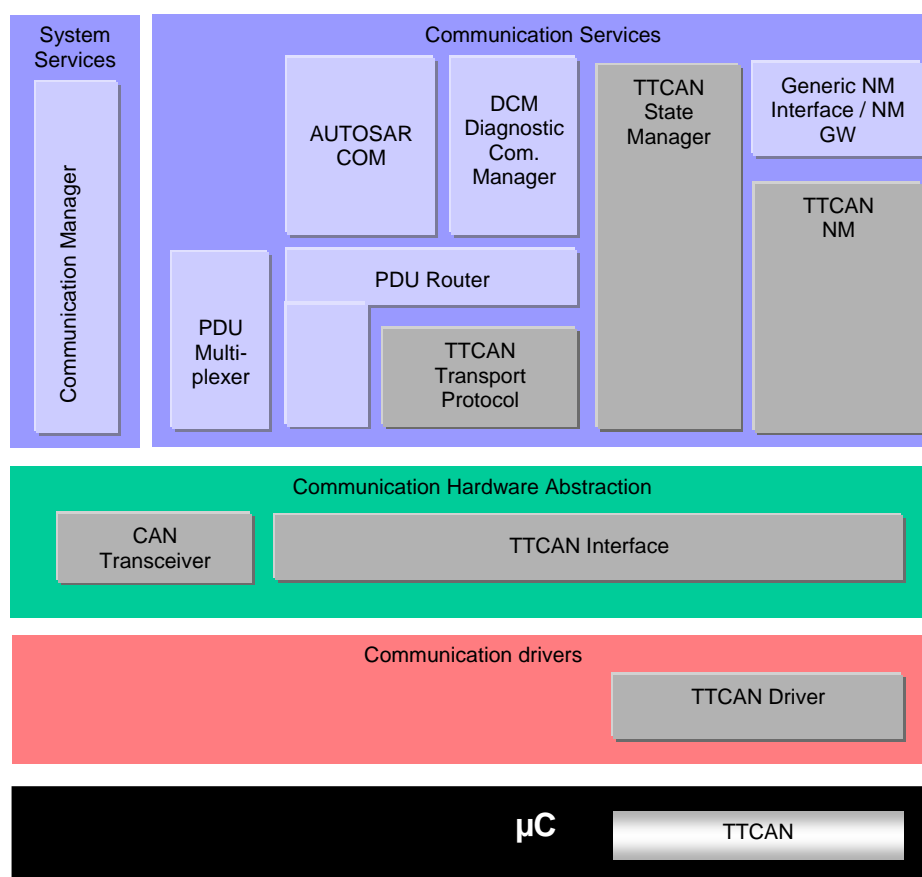 System
Services
Communication Manager
Communication Services
AUTOSAR
COM
DCM
Diagnostic
Com.
Manager
TTCAN
State
Manager
Generic NM
Interface / NM
GW
TTCAN
NM
PDU Router
PDU
Multi-
plexer
TTCAN
Transport
Protocol
Communication Hardware Abstraction
CAN
Transceiver
TTCAN Interface
Communication drivers
TTCAN Driver
µC
TTCAN